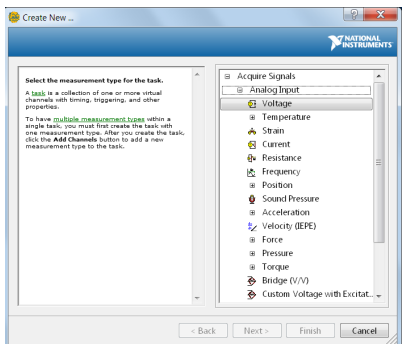 Create New ...
NATIONAL
INSTRUMENTS
Select the measurement type for the task.
A task is a collection of one or more virtual
channels with timing, triggering, and other
properties.
To have multiple measurement types within a
single task, you must first create the task with
one measurement type. After you create the task,
click the Add Channels button to add a new
measurement type to the task.
Acquire Signals
Analog Input
Voltage
Temperature
Strain
Current
Resistance
Frequency
Position
Sound Pressure
Acceleration
Velocity (IEPE)
Force
Pressure
Torque
Bridge (V/V)
Custom Voltage with Excitat...
< Back
Next >
Finish
Cancel